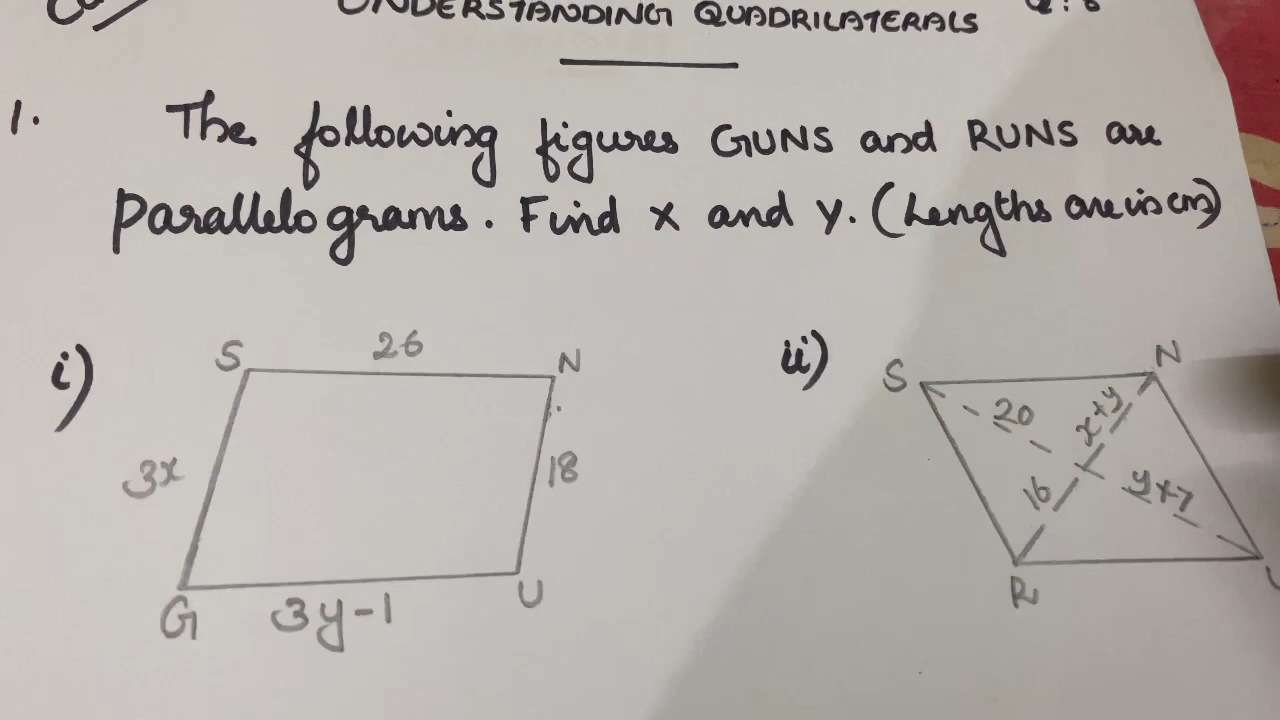 UNDERSTANDING QUADRILATERALS
1. The following figures GUNS and RUNS are
Parallelograms. Find x and y. (Lengths are in cm)
i)
S 26 N
3x 18
G 3y-1 U
ii)
S N
20 x+y
16 y+7
R